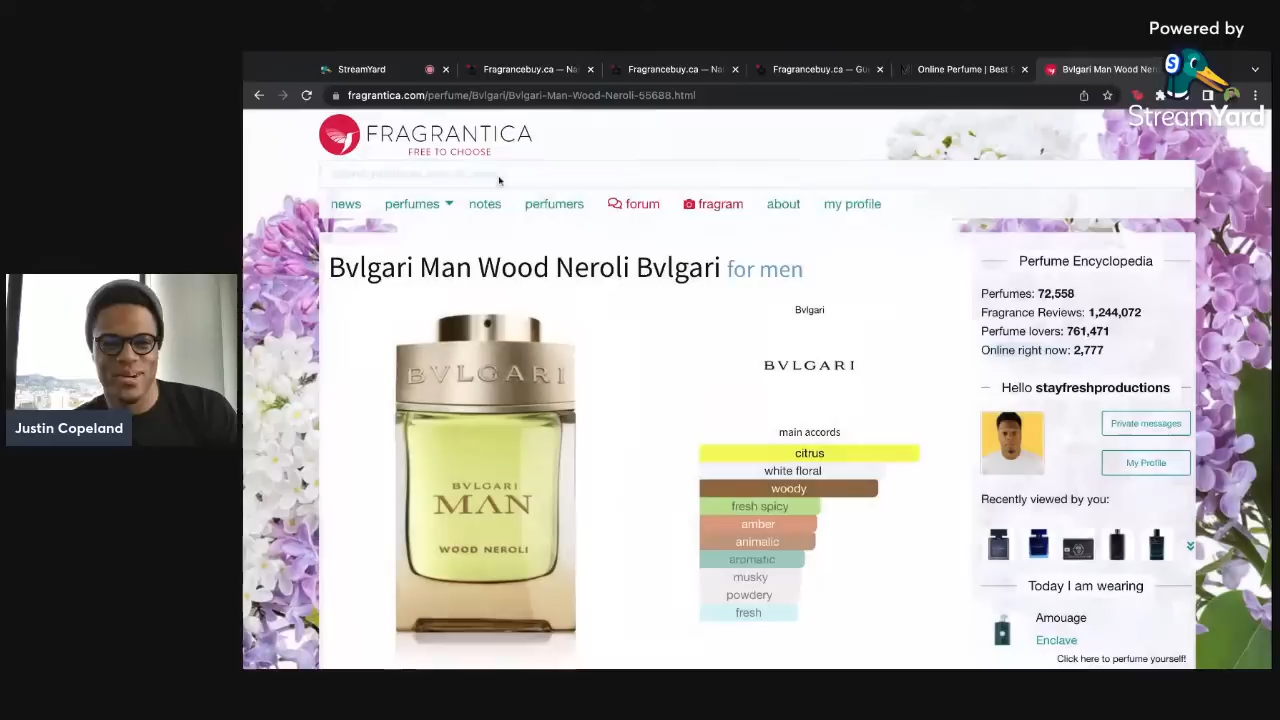 Powered by
StreamYard
StreamYard
Fragrancebuy.ca — Na
Fragrancebuy.ca — Na
Fragrancebuy.ca — Gu
Online Perfume | Best S
Bvlgari Man Wood Ner
fragrantica.com/perfume/Bvlgari/Bvlgari-Man-Wood-Neroli-55688.html
FRAGRANTICA
FREE TO CHOOSE
news
perfumes
notes
perfumers
forum
fragram
about
my profile
Bvlgari Man Wood Neroli Bvlgari for men
Bvlgari
BVLGARI
main accords
citrus
white floral
woody
fresh spicy
amber
animalic
aromatic
musky
powdery
fresh
BVLGARI
BVLGARI
MAN
WOOD NEROLI
Perfume Encyclopedia
Perfumes: 72,558
Fragrance Reviews: 1,244,072
Perfume lovers: 761,471
Online right now: 2,777
Hello stayfreshproductions
Private messages
My Profile
Recently viewed by you:
Today I am wearing
Amouage
Enclave
Click here to perfume yourself!
Justin Copeland